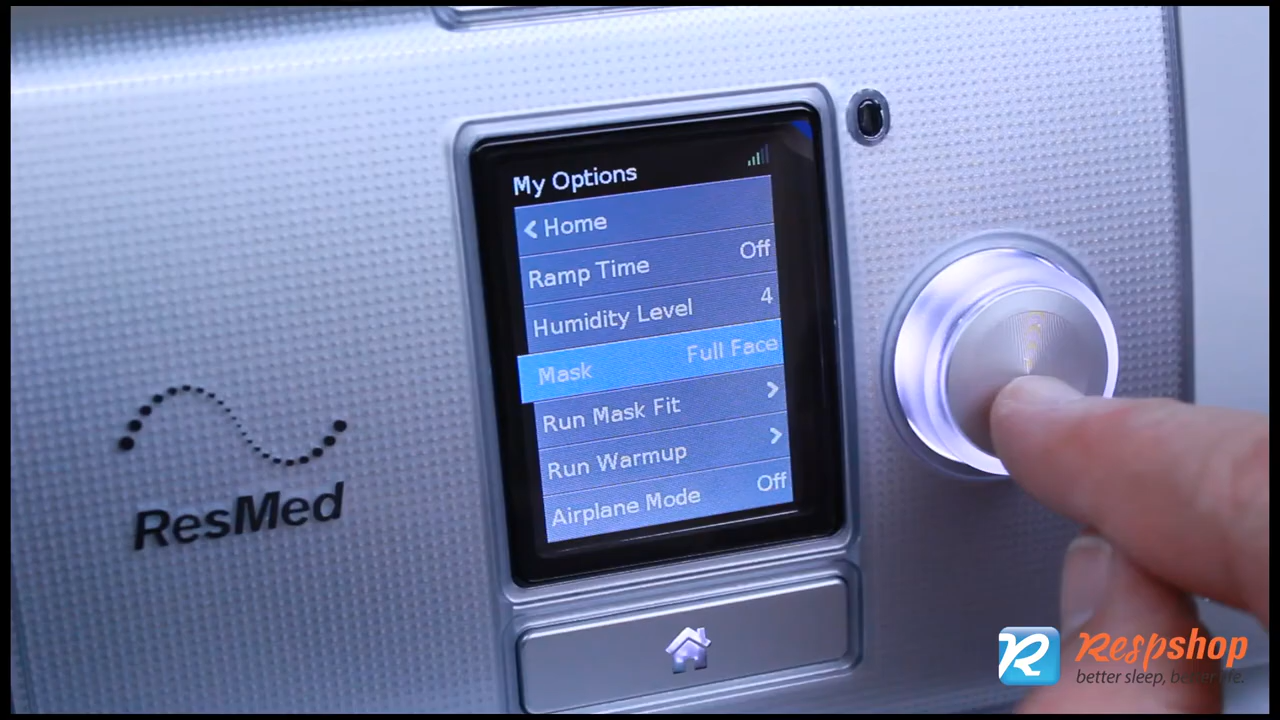 My Options
< Home
Ramp Time Off
Humidity Level 4
Mask Full Face
Run Mask Fit >
Run Warmup >
Airplane Mode Off
ResMed
R Respshop
better sleep, better life.